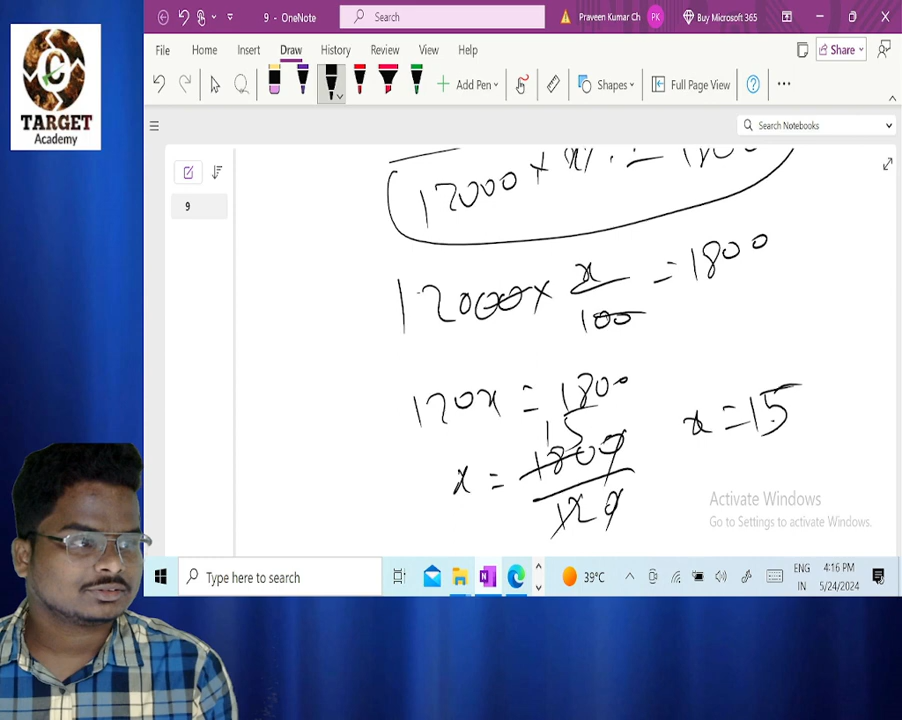 9 - OneNote
Search
Praveen Kumar Ch
PK
Buy Microsoft 365
File Home Insert Draw History Review View Help
Share
Add Pen
Shapes
Full Page View
TARGET
Academy
Search Notebooks
9
12000 × x% = 1800
12000 × x/100 = 1800
120x = 1800
15
x = 1800/120
x = 15
Activate Windows
Go to Settings to activate Windows.
Type here to search
39°C
ENG
IN
4:16 PM
5/24/2024